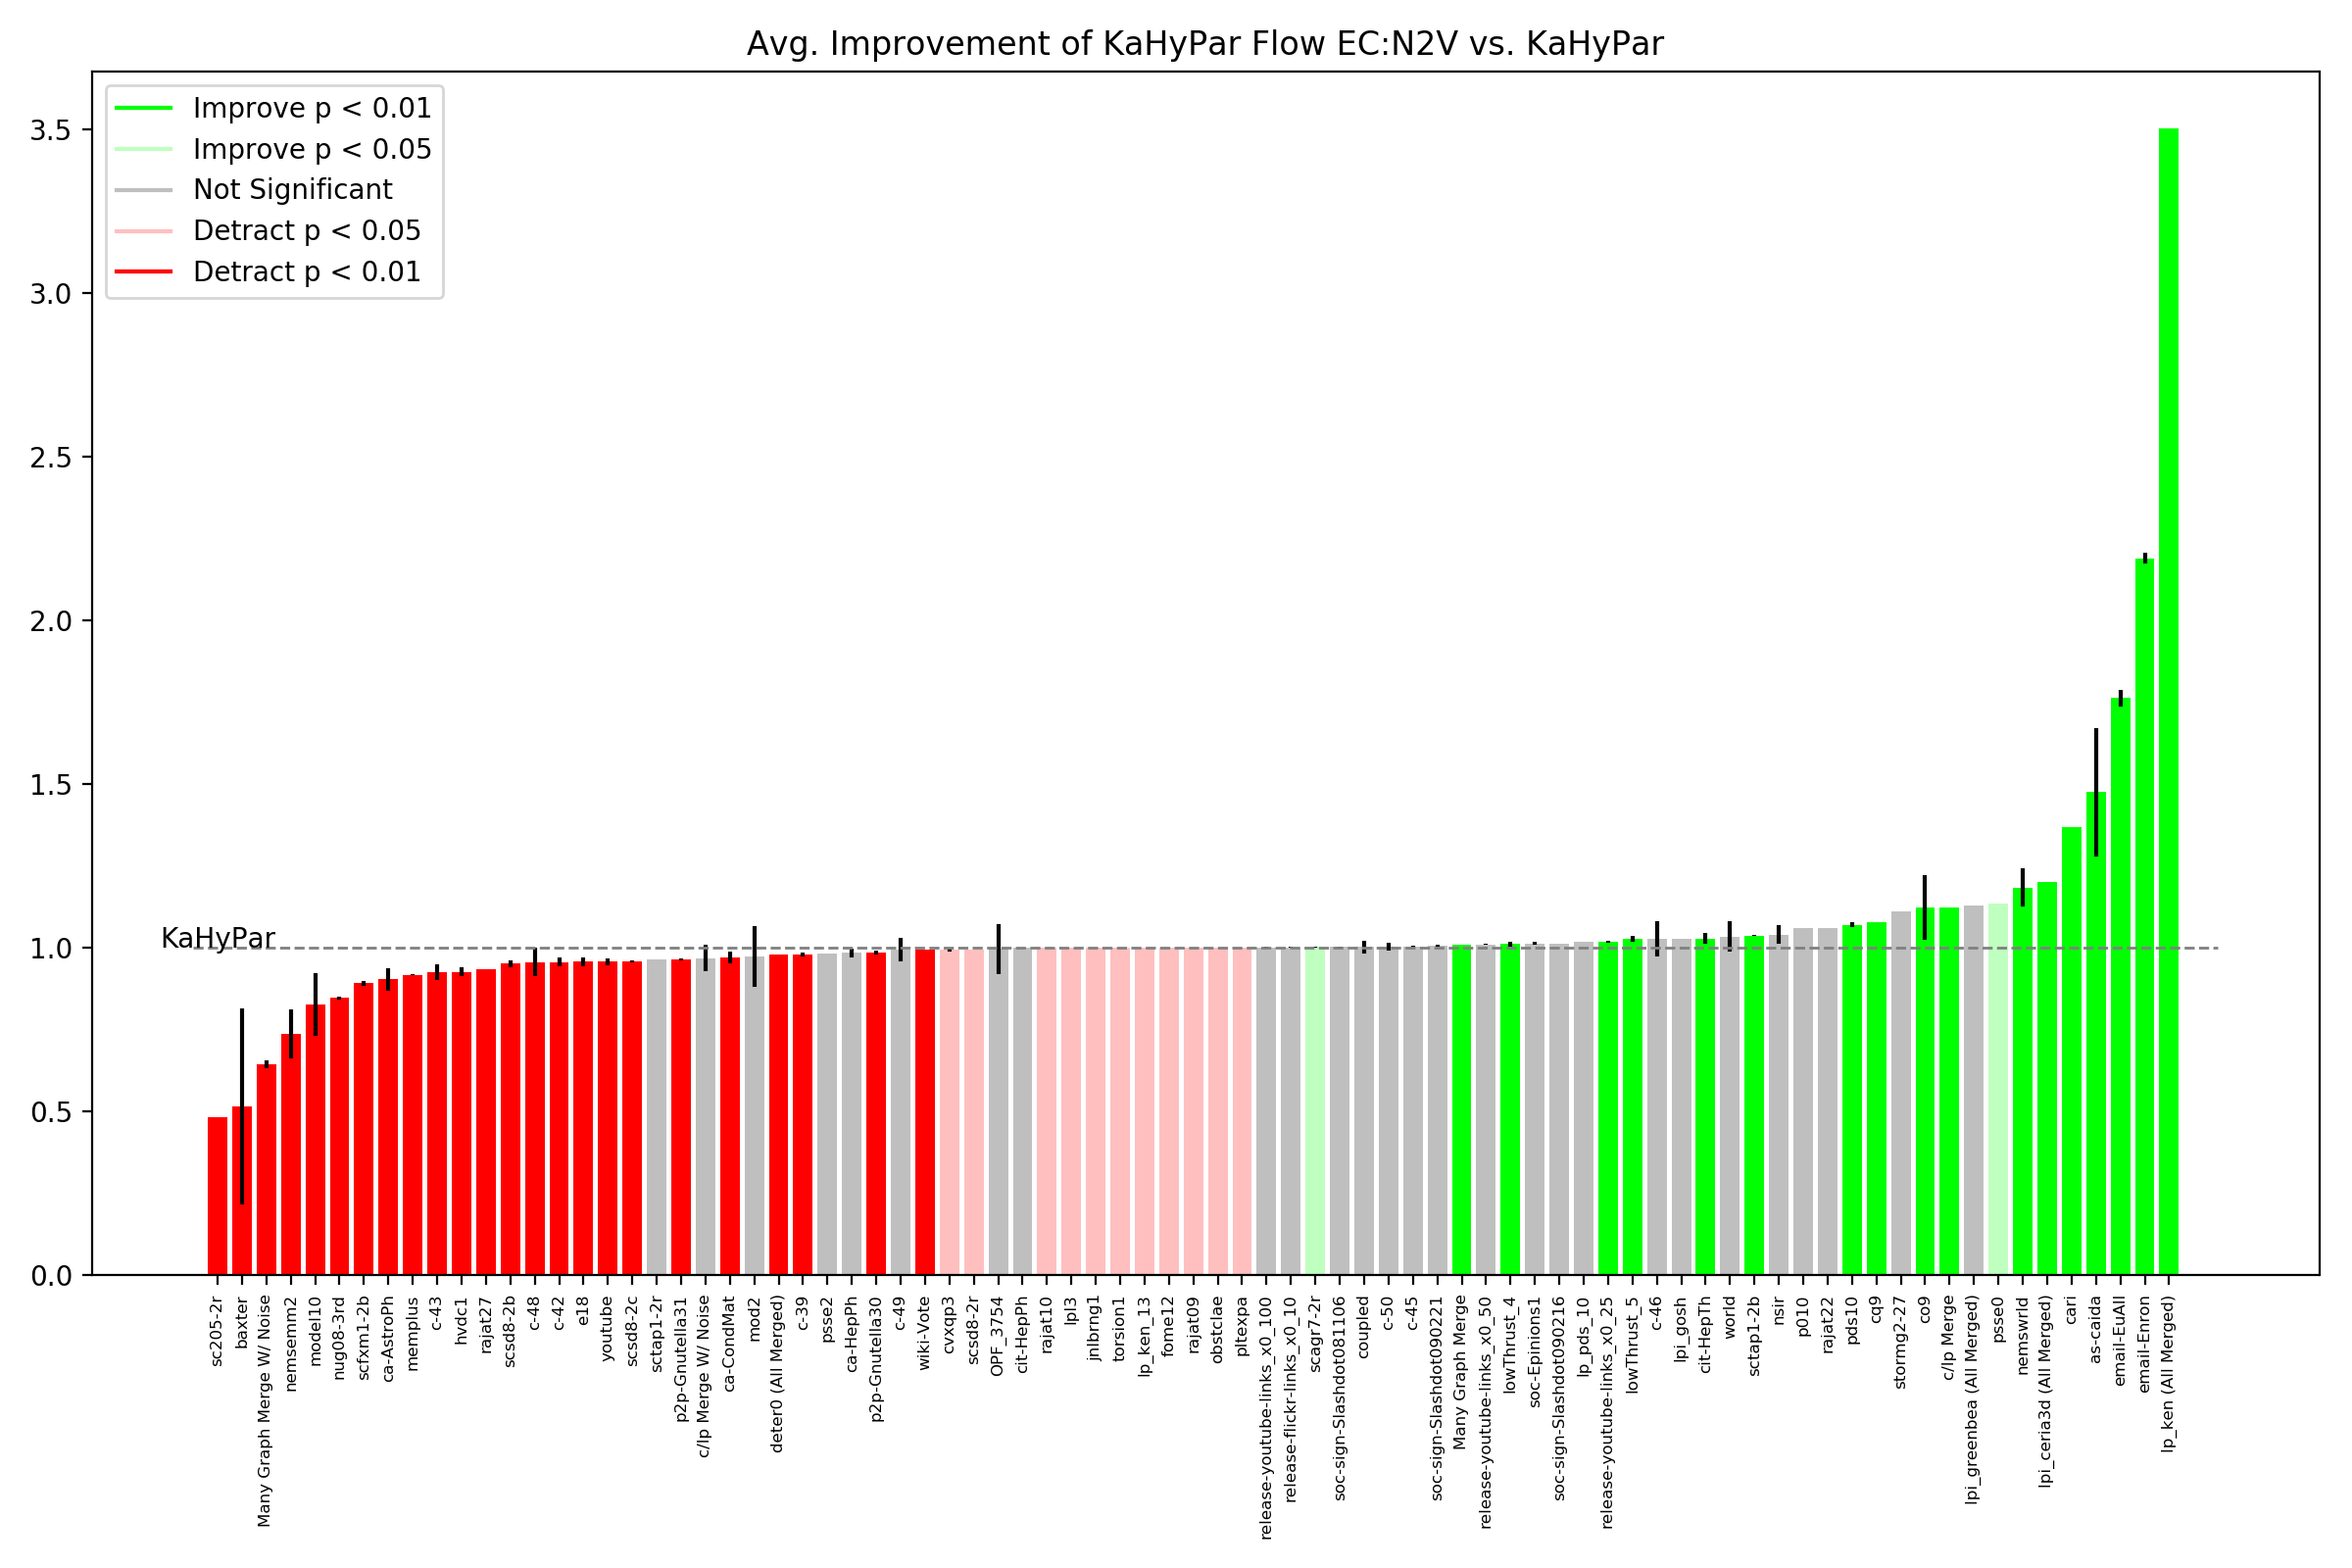 Avg. Improvement of KaHyPar Flow EC:N2V vs. KaHyPar
Improve p < 0.01
Improve p < 0.05
Not Significant
Detract p < 0.05
Detract p < 0.01
3.5
3.0
2.5
2.0
1.5
1.0
0.5
0.0
KaHyPar
sc205-2r
baxter
Many Graph Merge W/ Noise
nemsemm2
model10
nug08-3rd
scfxm1-2b
ca-AstroPh
memplus
c-43
hvdc1
rajat27
scsd8-2b
c-48
c-42
e18
youtube
scsd8-2c
sctap1-2r
p2p-Gnutella31
c/lp Merge W/ Noise
ca-CondMat
mod2
deter0 (All Merged)
c-39
psse2
ca-HepPh
p2p-Gnutella30
c-49
wiki-Vote
cvxqp3
scsd8-2r
OPF_3754
cit-HepPh
rajat10
lpl3
jnlbrng1
torsion1
lp_ken_13
fome12
rajat09
obstclae
pltexpa
release-youtube-links_x0_100
release-flickr-links_x0_10
scagr7-2r
soc-sign-Slashdot081106
coupled
c-50
c-45
soc-sign-Slashdot090221
Many Graph Merge
release-youtube-links_x0_50
lowThrust_4
soc-Epinions1
soc-sign-Slashdot090216
lp_pds_10
release-youtube-links_x0_25
lowThrust_5
c-46
lpi_gosh
cit-HepTh
world
sctap1-2b
nsir
p010
rajat22
pds10
cq9
stormg2-27
co9
c/lp Merge
lpi_greenbea (All Merged)
psse0
nemswrld
lpi_ceria3d (All Merged)
cari
as-caida
email-EuAll
email-Enron
lp_ken (All Merged)